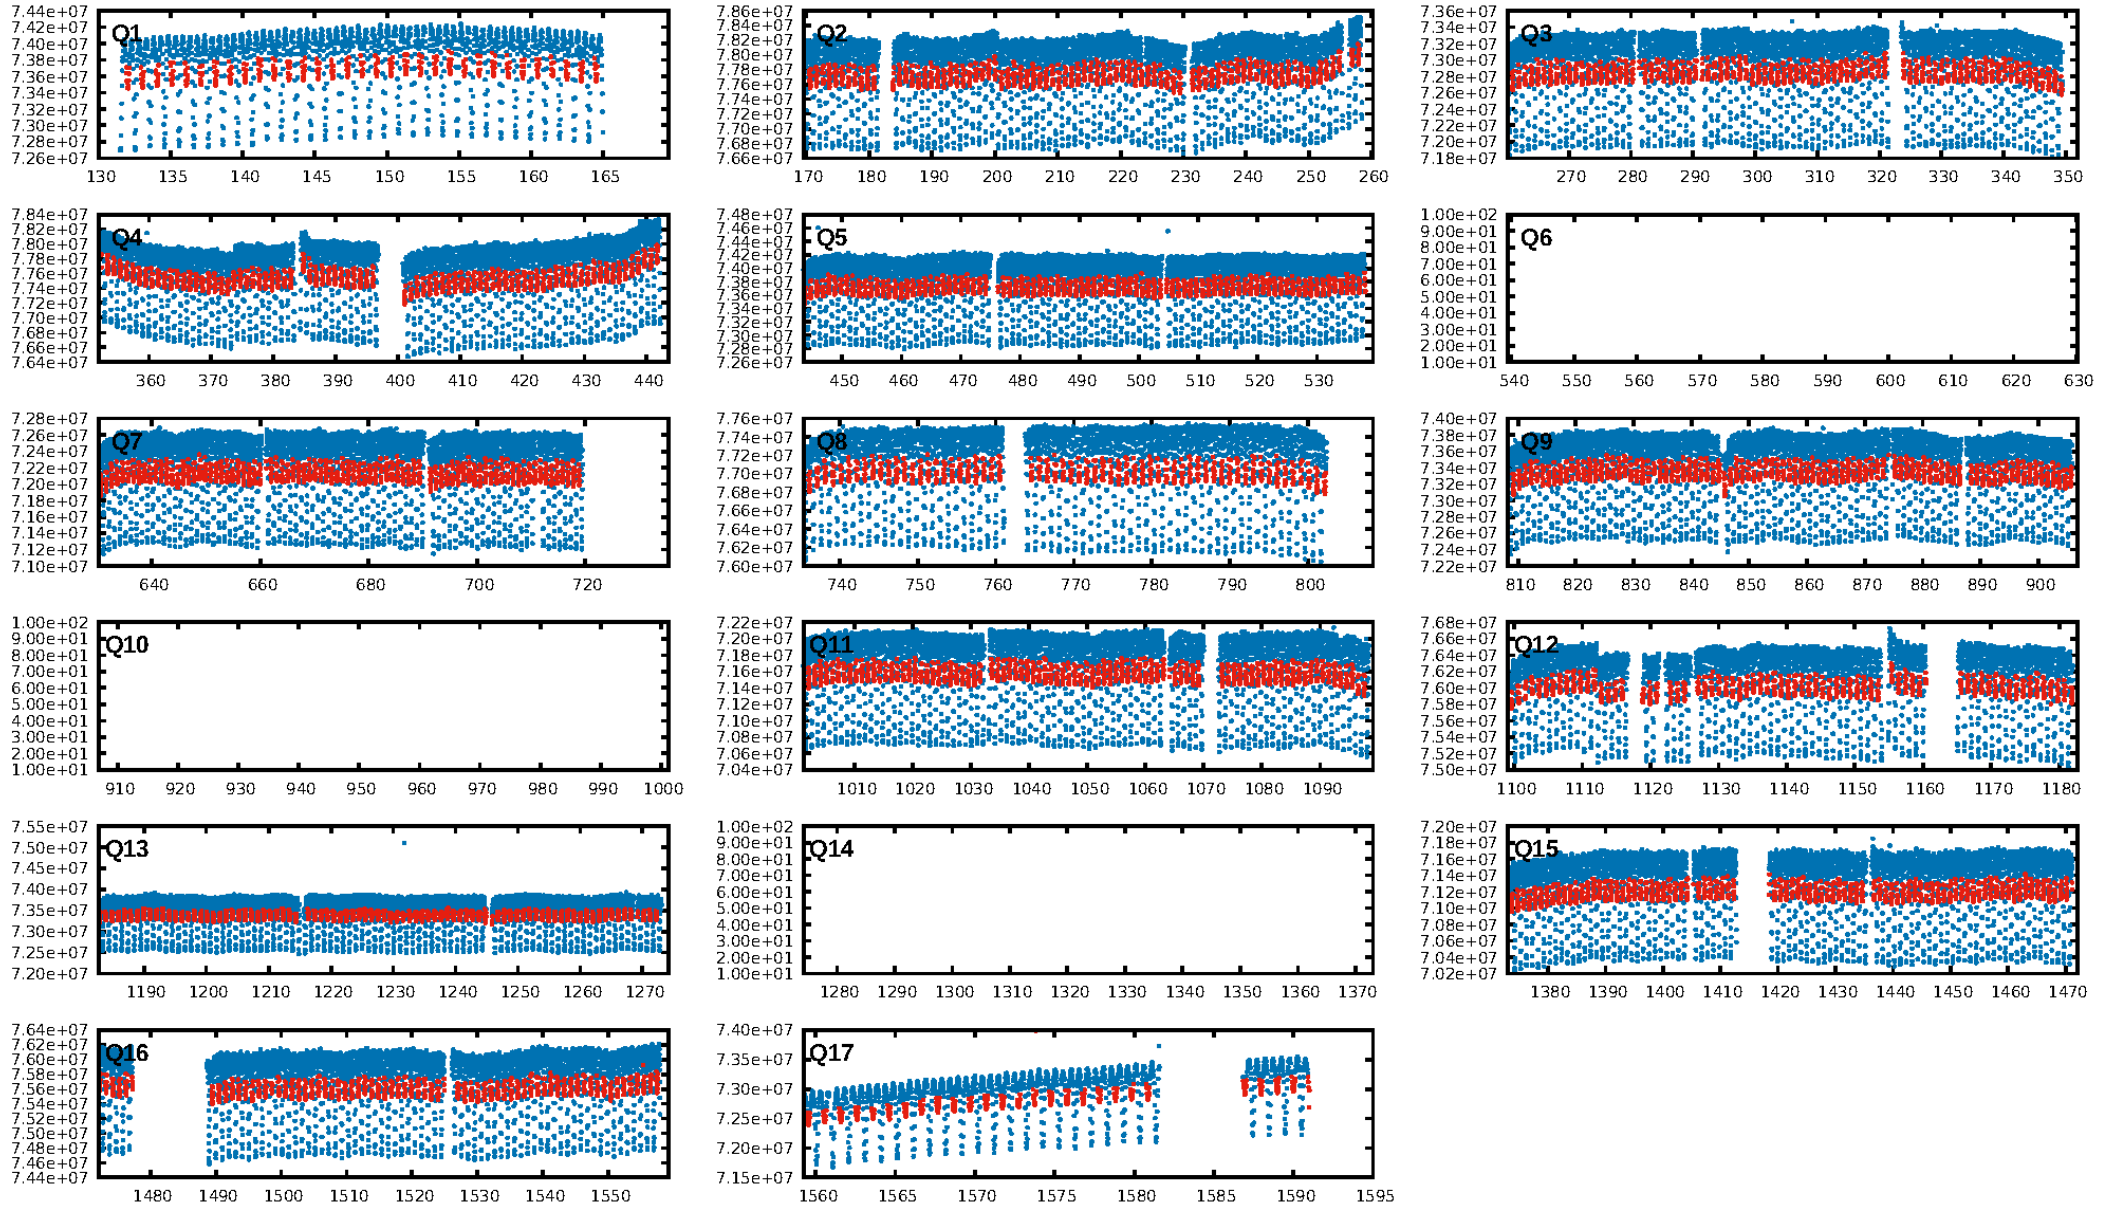 7.44e+07
7.42e+07
7.40e+07
7.38e+07
7.36e+07
7.34e+07
7.32e+07
7.30e+07
7.28e+07
7.26e+07
Q1
130 135 140 145 150 155 160 165
7.86e+07
7.84e+07
7.82e+07
7.80e+07
7.78e+07
7.76e+07
7.74e+07
7.72e+07
7.70e+07
7.68e+07
7.66e+07
Q2
170 180 190 200 210 220 230 240 250 260
7.36e+07
7.34e+07
7.32e+07
7.30e+07
7.28e+07
7.26e+07
7.24e+07
7.22e+07
7.20e+07
7.18e+07
Q3
270 280 290 300 310 320 330 340 350
7.84e+07
7.82e+07
7.80e+07
7.78e+07
7.76e+07
7.74e+07
7.72e+07
7.70e+07
7.68e+07
7.66e+07
7.64e+07
Q4
360 370 380 390 400 410 420 430 440
7.48e+07
7.46e+07
7.44e+07
7.42e+07
7.40e+07
7.38e+07
7.36e+07
7.34e+07
7.32e+07
7.30e+07
7.28e+07
7.26e+07
Q5
450 460 470 480 490 500 510 520 530
1.00e+02
9.00e+01
8.00e+01
7.00e+01
6.00e+01
5.00e+01
4.00e+01
3.00e+01
2.00e+01
1.00e+01
Q6
540 550 560 570 580 590 600 610 620 630
7.28e+07
7.26e+07
7.24e+07
7.22e+07
7.20e+07
7.18e+07
7.16e+07
7.14e+07
7.12e+07
7.10e+07
Q7
640 660 680 700 720
7.76e+07
7.74e+07
7.72e+07
7.70e+07
7.68e+07
7.66e+07
7.64e+07
7.62e+07
7.60e+07
Q8
740 750 760 770 780 790 800
7.40e+07
7.38e+07
7.36e+07
7.34e+07
7.32e+07
7.30e+07
7.28e+07
7.26e+07
7.24e+07
7.22e+07
Q9
810 820 830 840 850 860 870 880 890 900
1.00e+02
9.00e+01
8.00e+01
7.00e+01
6.00e+01
5.00e+01
4.00e+01
3.00e+01
2.00e+01
1.00e+01
Q10
910 920 930 940 950 960 970 980 990 1000
7.22e+07
7.20e+07
7.18e+07
7.16e+07
7.14e+07
7.12e+07
7.10e+07
7.08e+07
7.06e+07
7.04e+07
Q11
1010 1020 1030 1040 1050 1060 1070 1080 1090
7.68e+07
7.66e+07
7.64e+07
7.62e+07
7.60e+07
7.58e+07
7.56e+07
7.54e+07
7.52e+07
7.50e+07
Q12
1100 1110 1120 1130 1140 1150 1160 1170 1180
7.55e+07
7.50e+07
7.45e+07
7.40e+07
7.35e+07
7.30e+07
7.25e+07
7.20e+07
Q13
1190 1200 1210 1220 1230 1240 1250 1260 1270
1.00e+02
9.00e+01
8.00e+01
7.00e+01
6.00e+01
5.00e+01
4.00e+01
3.00e+01
2.00e+01
1.00e+01
Q14
1280 1290 1300 1310 1320 1330 1340 1350 1360 1370
7.20e+07
7.18e+07
7.16e+07
7.14e+07
7.12e+07
7.10e+07
7.08e+07
7.06e+07
7.04e+07
7.02e+07
Q15
1380 1390 1400 1410 1420 1430 1440 1450 1460 1470
7.64e+07
7.62e+07
7.60e+07
7.58e+07
7.56e+07
7.54e+07
7.52e+07
7.50e+07
7.48e+07
7.46e+07
7.44e+07
Q16
1480 1490 1500 1510 1520 1530 1540 1550
7.40e+07
7.35e+07
7.30e+07
7.25e+07
7.20e+07
7.15e+07
Q17
1560 1565 1570 1575 1580 1585 1590 1595